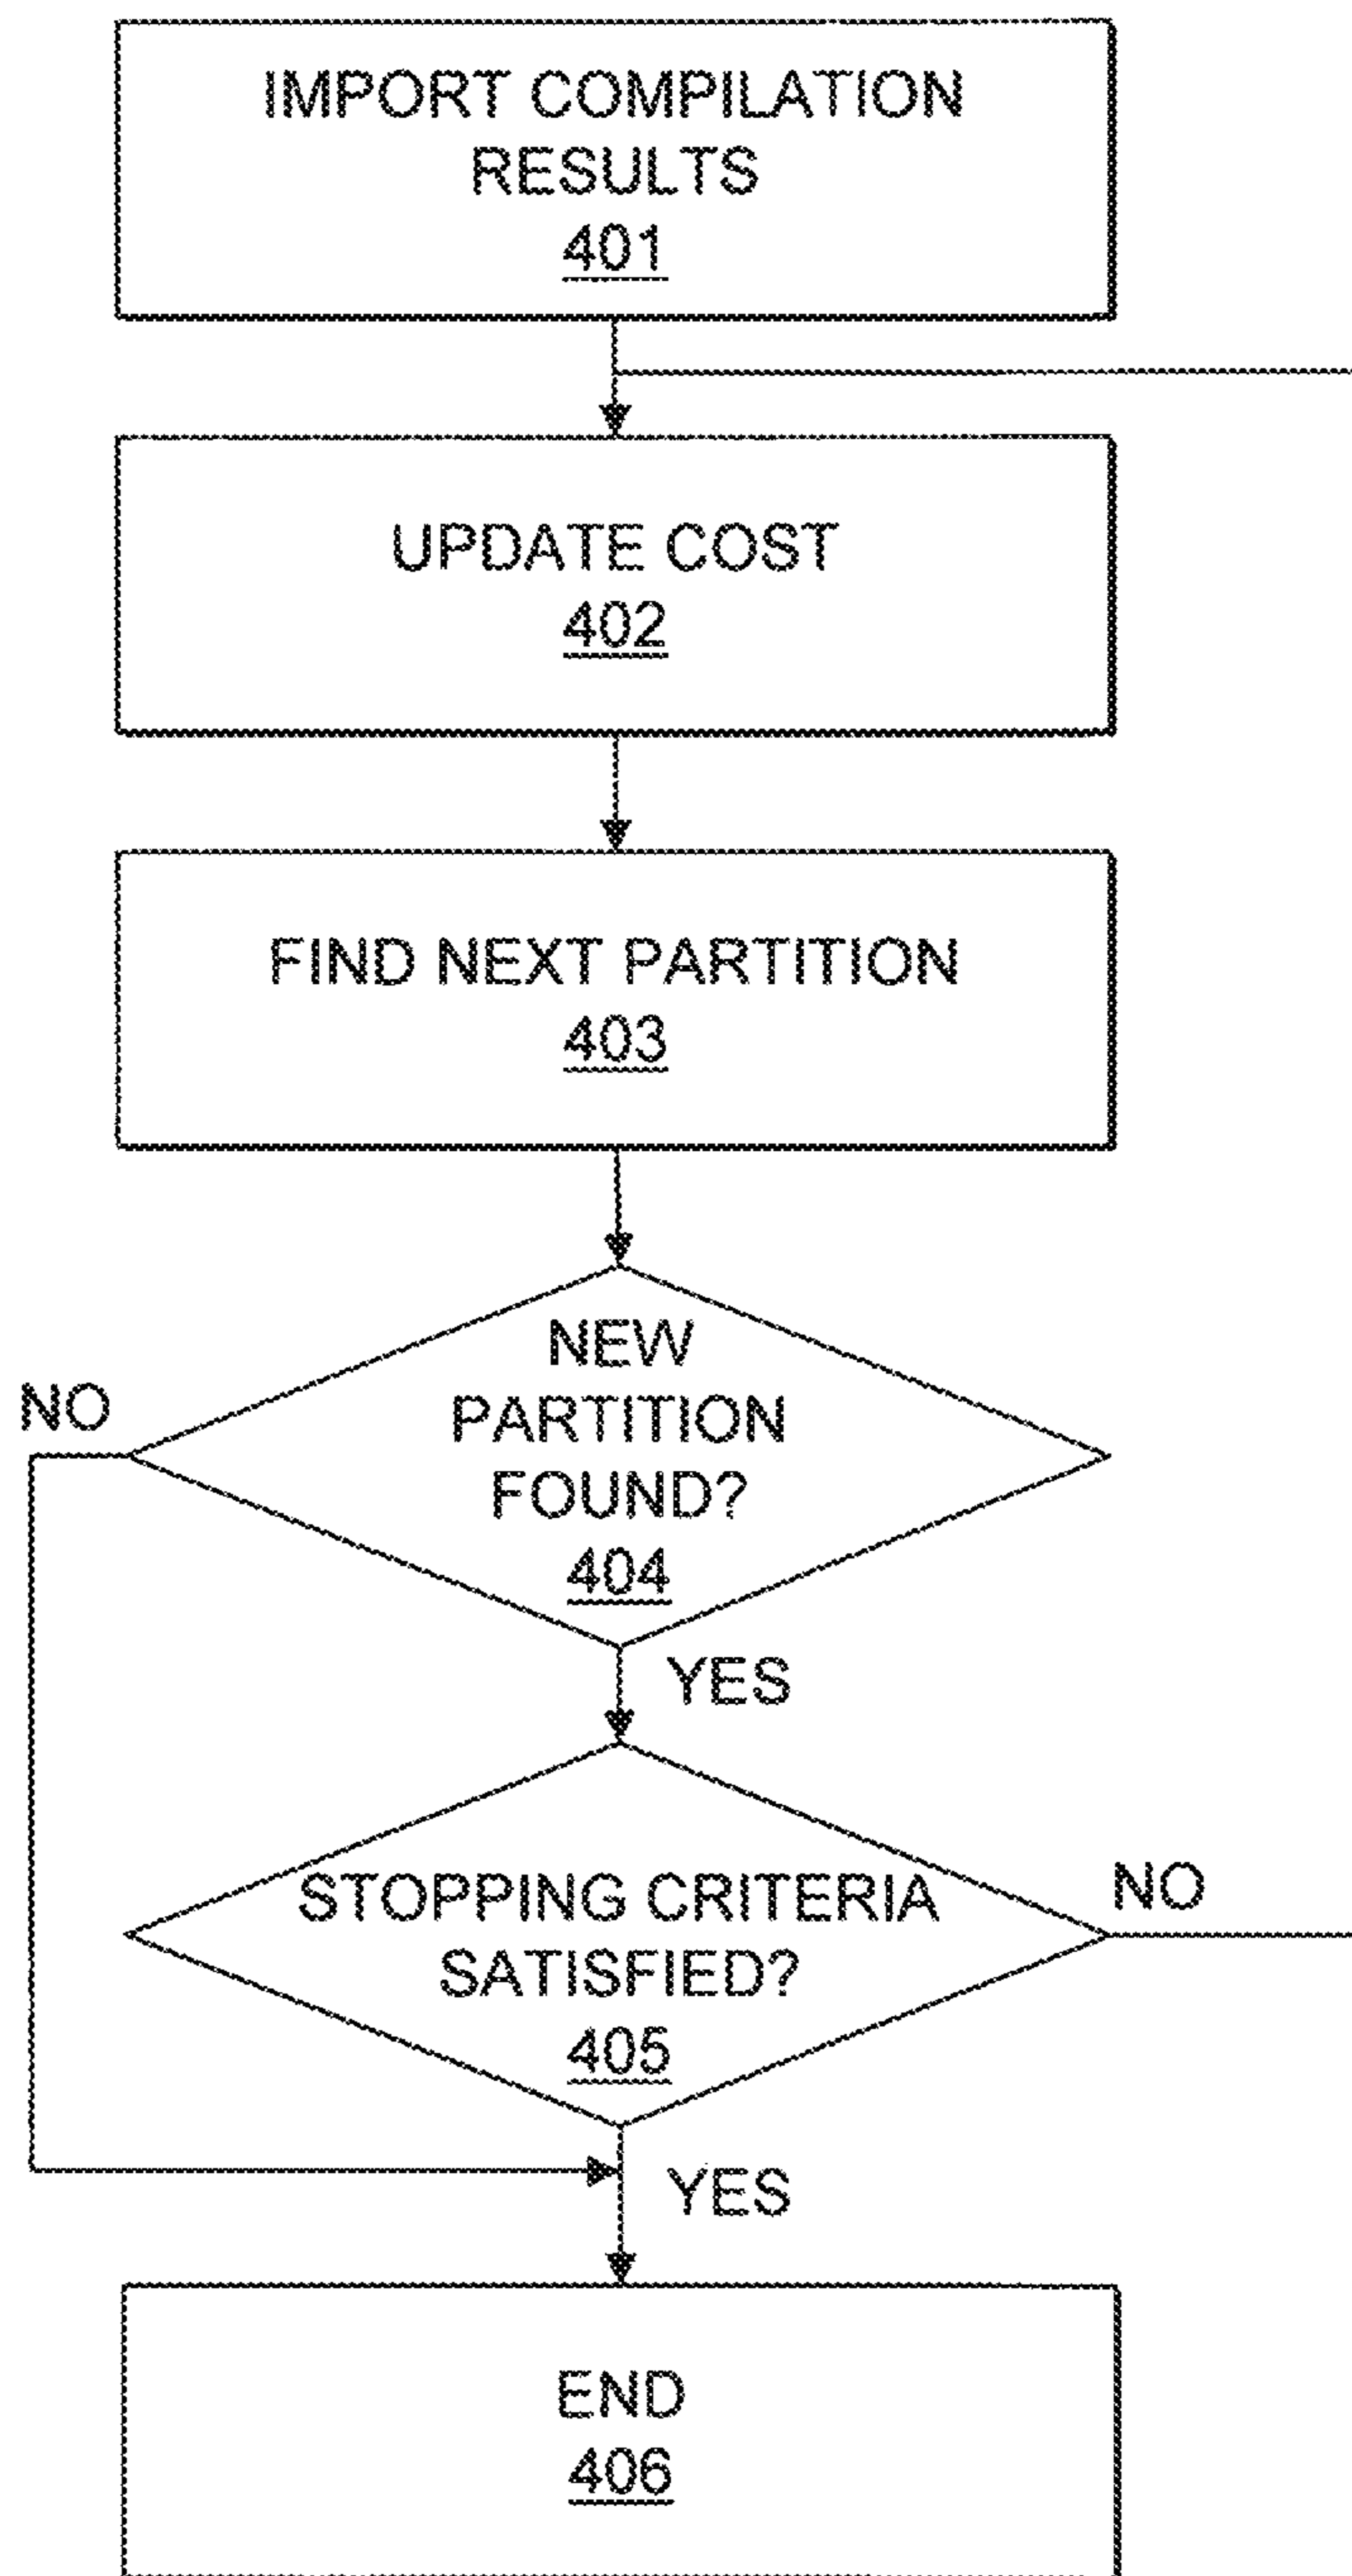 IMPORT COMPILATION
RESULTS
401
UPDATE COST
402
FIND NEXT PARTITION
403
NEW
PARTITION
FOUND?
404
NO
YES
STOPPING CRITERIA
SATISFIED?
405
NO
YES
END
406